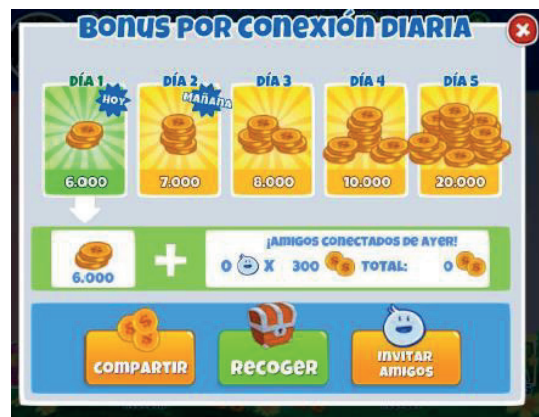 BONUS POR CONEXIÓN DIARIA
DÍA 1
DÍA 2
DÍA 3
DÍA 4
DÍA 5
HOY
MAÑANA
6.000
7.000
8.000
10.000
20.000
6.000
¡AMIGOS CONECTADOS DE AYER!
0 X 300 TOTAL: 0
COMPARTIR
RECOGER
INVITAR
AMIGOS